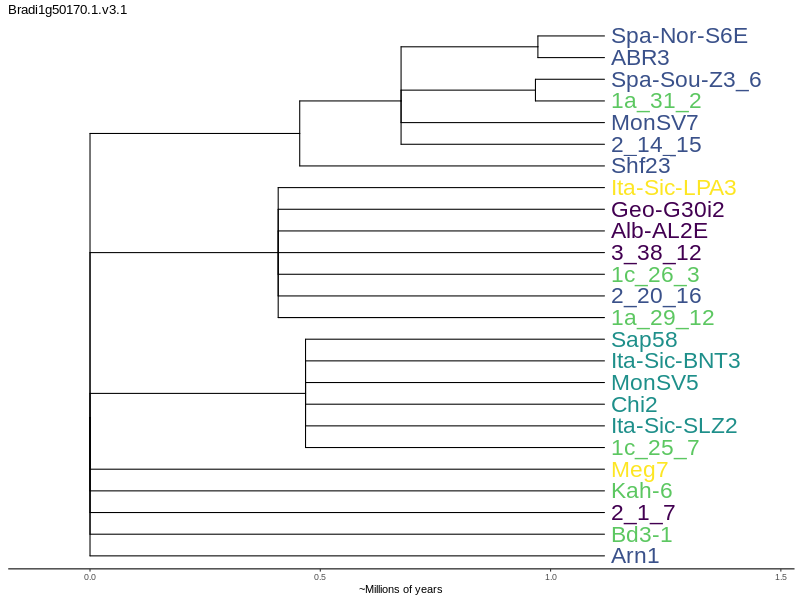 Bradi1g50170.1.v3.1
Spa-Nor-S6E
ABR3
Spa-Sou-Z3_6
1a_31_2
MonSV7
2_14_15
Shf23
Ita-Sic-LPA3
Geo-G30i2
Alb-AL2E
3_38_12
1c_26_3
2_20_16
1a_29_12
Sap58
Ita-Sic-BNT3
MonSV5
Chi2
Ita-Sic-SLZ2
1c_25_7
Meg7
Kah-6
2_1_7
Bd3-1
Arn1
0.0 0.5 1.0 1.5
~Millions of years